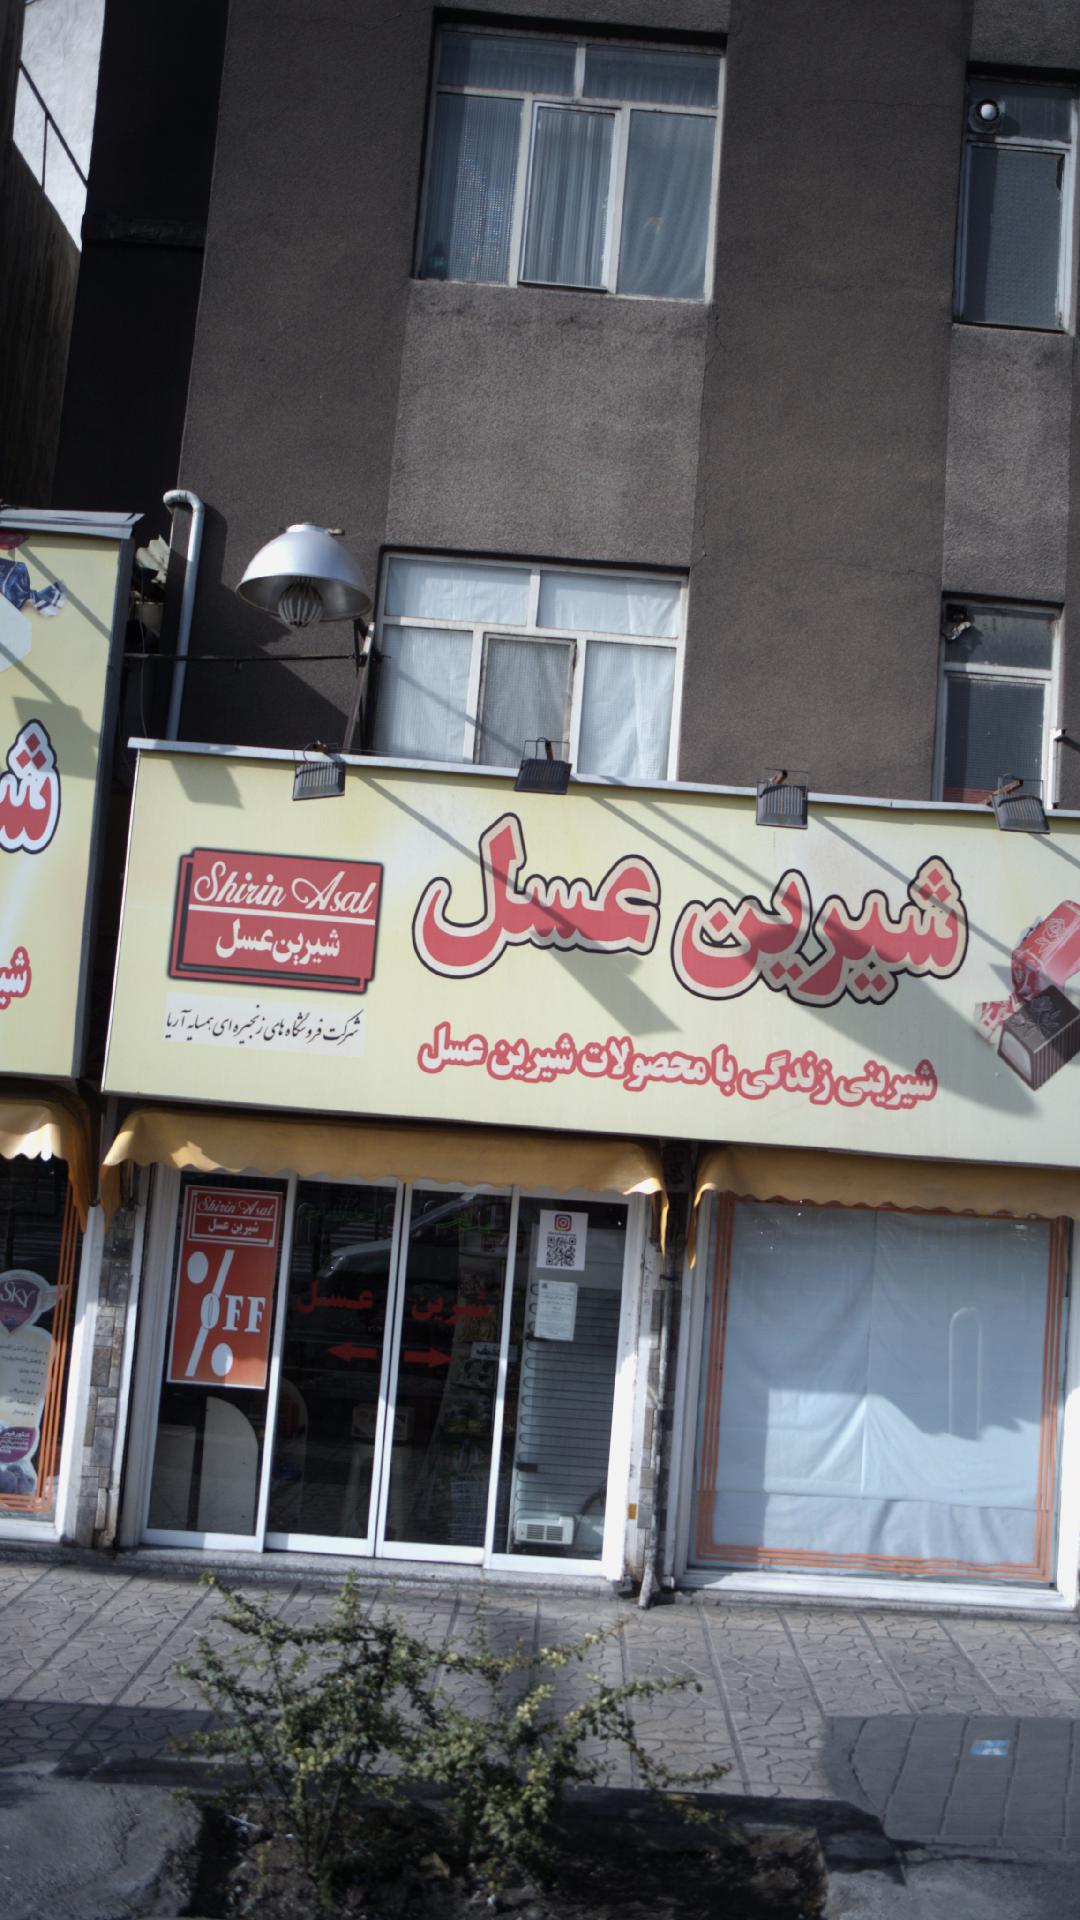 شیرین عسل
Shirin Asal
شیرین عسل
شرکت فروشگاه های زنجیره ای همسایه آریا
شیرینی زندگی با محصولات شیرین عسل
Shirin Asal
شیرین عسل
% OFF
شیرین عسل
SKY